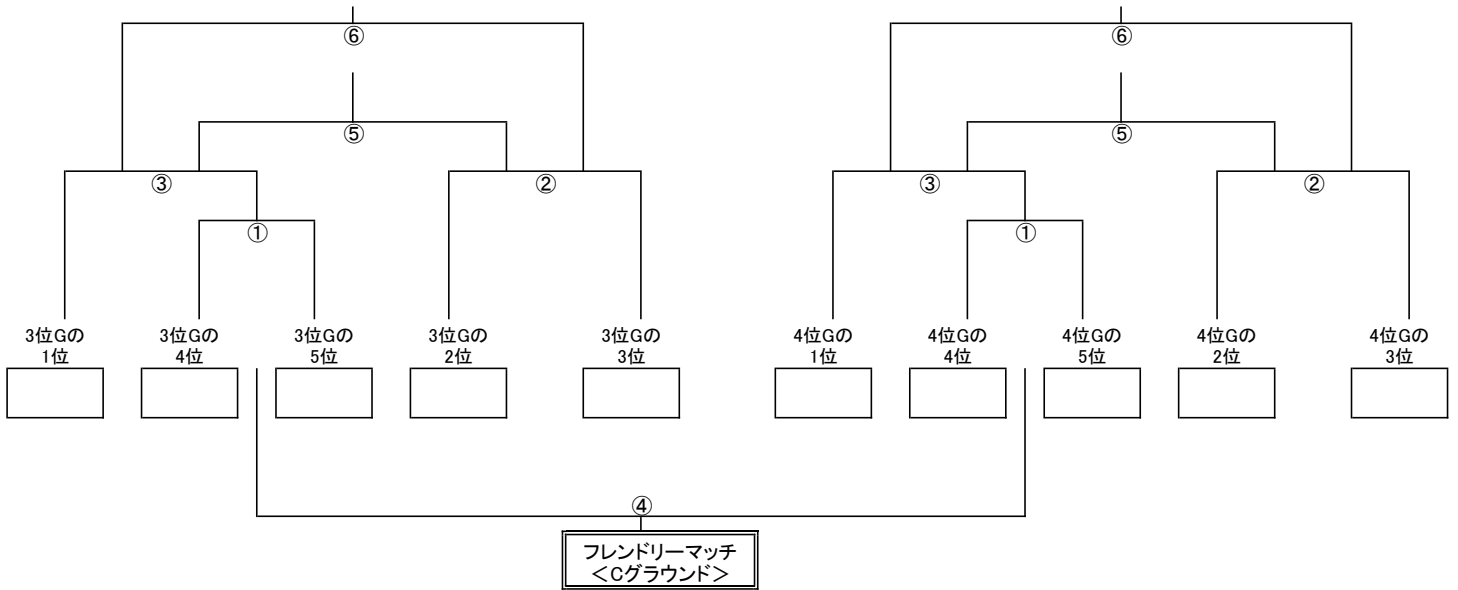 ⑥ ⑥
⑤ ⑤
③ ② ③ ②
① ①
3位Gの 3位Gの 3位Gの 3位Gの 3位Gの 4位Gの 4位Gの 4位Gの 4位Gの 4位Gの
1位 4位 5位 2位 3位 1位 4位 5位 2位 3位
④
フレンドリーマッチ
＜Cグラウンド＞